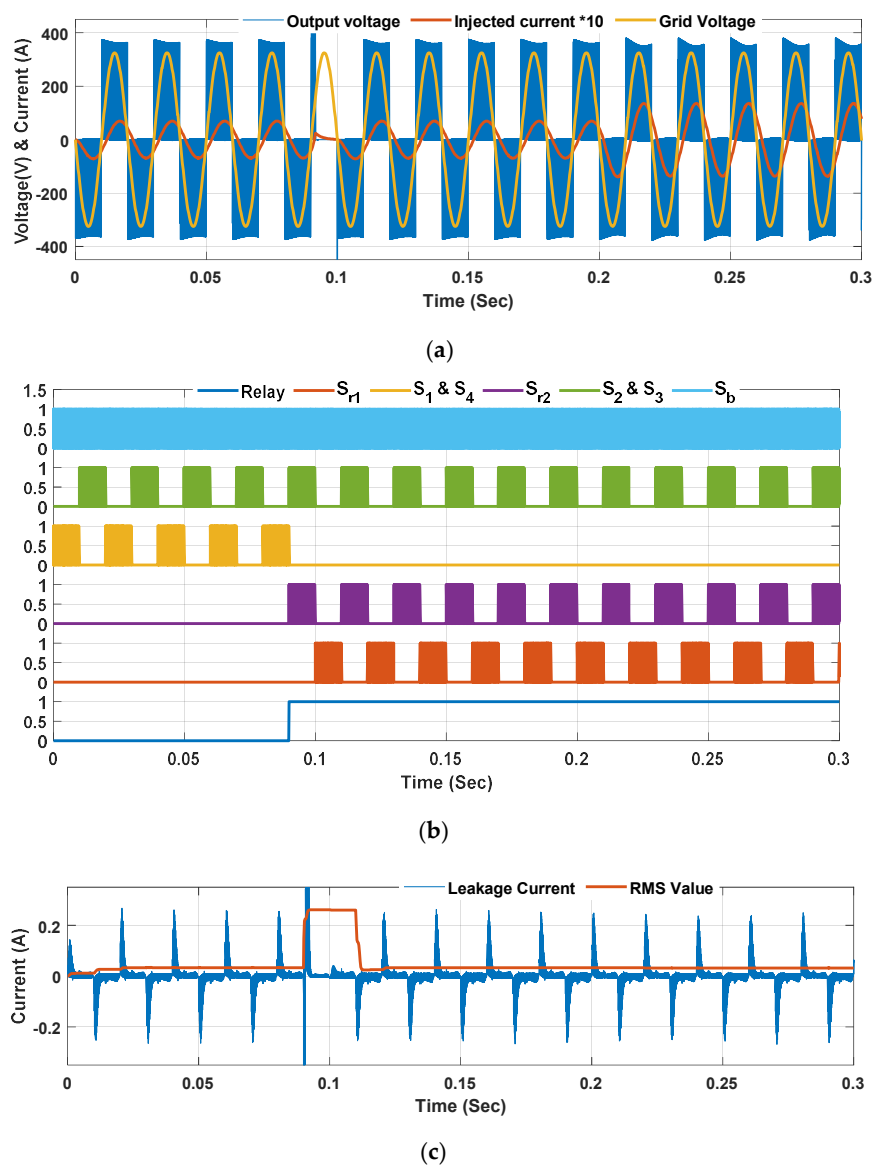 Output voltage Injected current *10 Grid Voltage
Voltage(V) & Current (A)
400
200
0
-200
-400
0 0.05 0.1 0.15 0.2 0.25 0.3
Time (Sec)
(a)
Relay Sr1 S1 & S4 Sr2 S2 & S3 Sb
1.5
1
0.5
0
1
0.5
0
1
0.5
0
1
0.5
0
1
0.5
0
1
0.5
0
0 0.05 0.1 0.15 0.2 0.25 0.3
Time (Sec)
(b)
Leakage Current RMS Value
Current (A)
0.2
0
-0.2
0 0.05 0.1 0.15 0.2 0.25 0.3
Time (Sec)
(c)